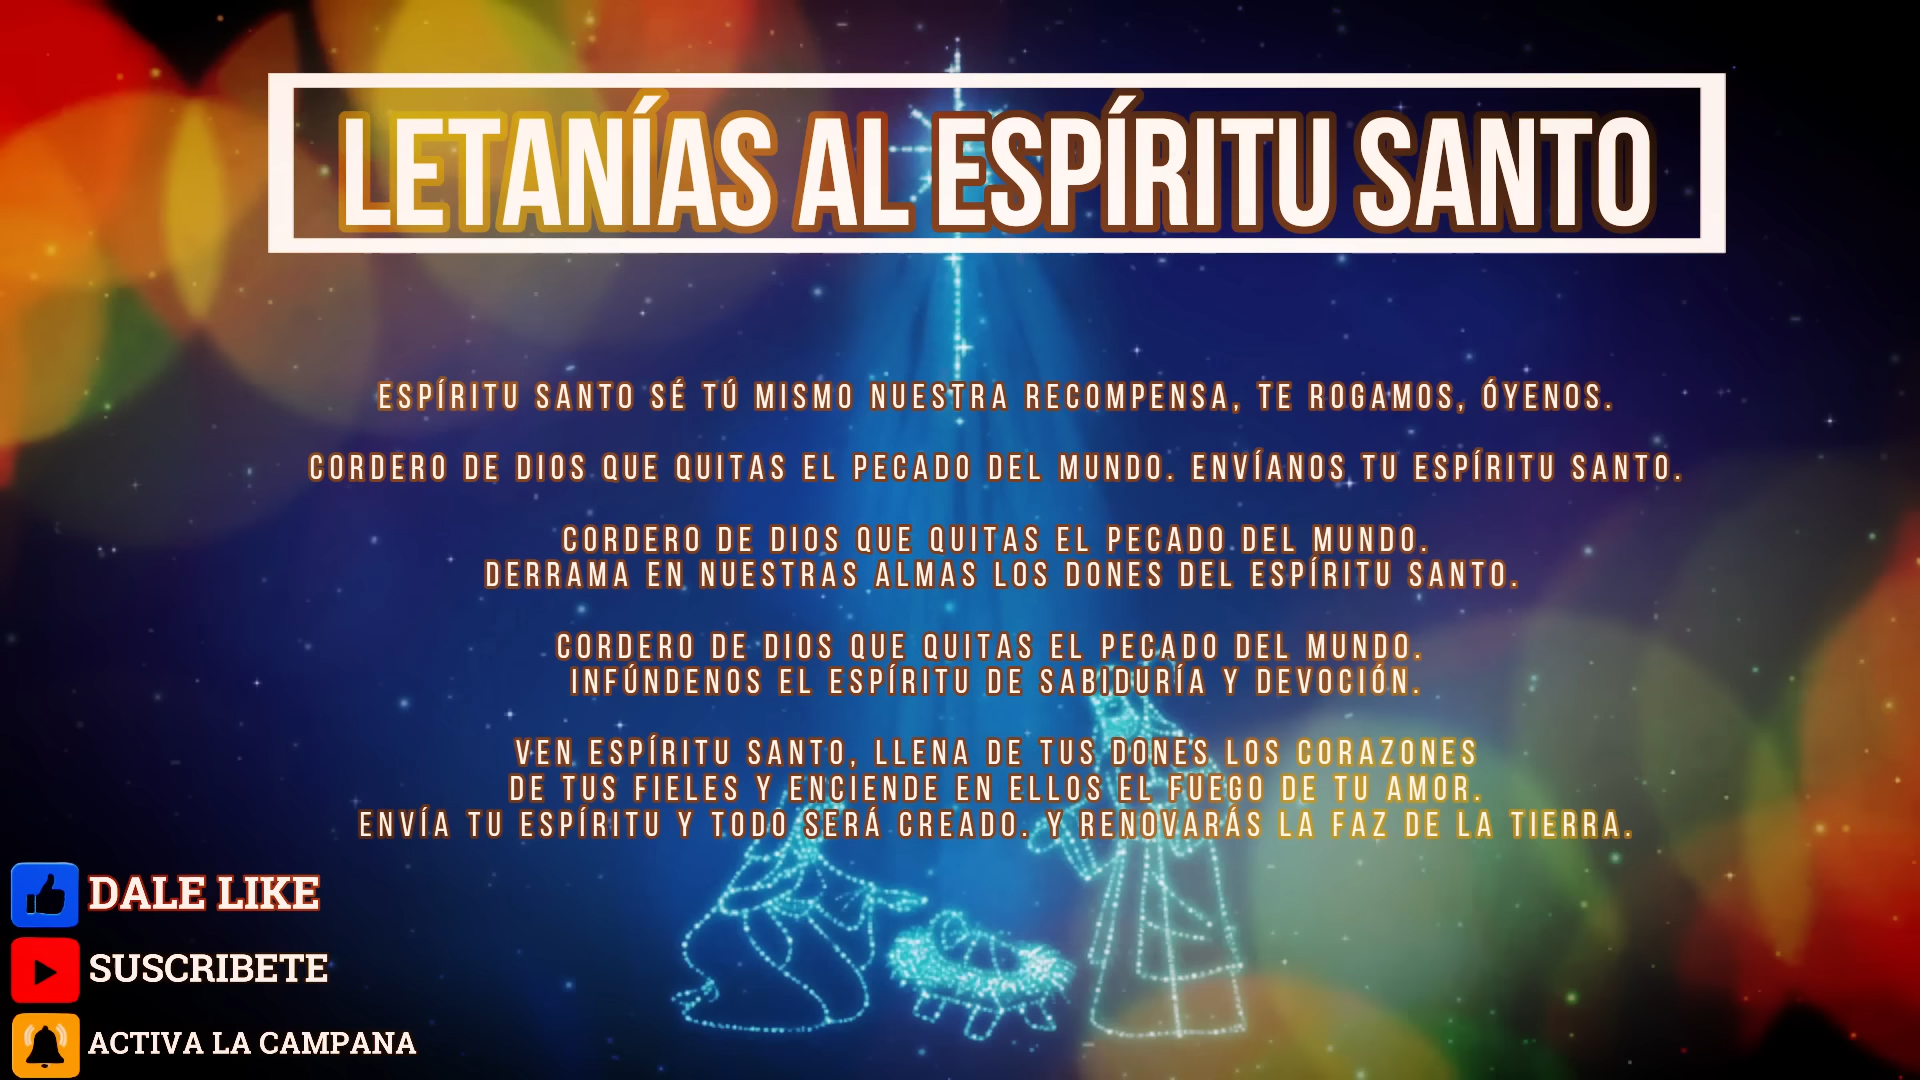 LETANÍAS AL ESPÍRITU SANTO
ESPÍRITU SANTO SÉ TÚ MISMO NUESTRA RECOMPENSA, TE ROGAMOS, ÓYENOS.
CORDERO DE DIOS QUE QUITAS EL PECADO DEL MUNDO. ENVÍANOS TU ESPÍRITU SANTO.
CORDERO DE DIOS QUE QUITAS EL PECADO DEL MUNDO.
DERRAMA EN NUESTRAS ALMAS LOS DONES DEL ESPÍRITU SANTO.
CORDERO DE DIOS QUE QUITAS EL PECADO DEL MUNDO.
INFÚNDENOS EL ESPÍRITU DE SABIDURÍA Y DEVOCIÓN.
VEN ESPÍRITU SANTO, LLENA DE TUS DONES LOS CORAZONES
DE TUS FIELES Y ENCIENDE EN ELLOS EL FUEGO DE TU AMOR.
ENVÍA TU ESPÍRITU Y TODO SERÁ CREADO. Y RENOVARÁS LA FAZ DE LA TIERRA.
DALE LIKE
SUSCRIBETE
ACTIVA LA CAMPANA